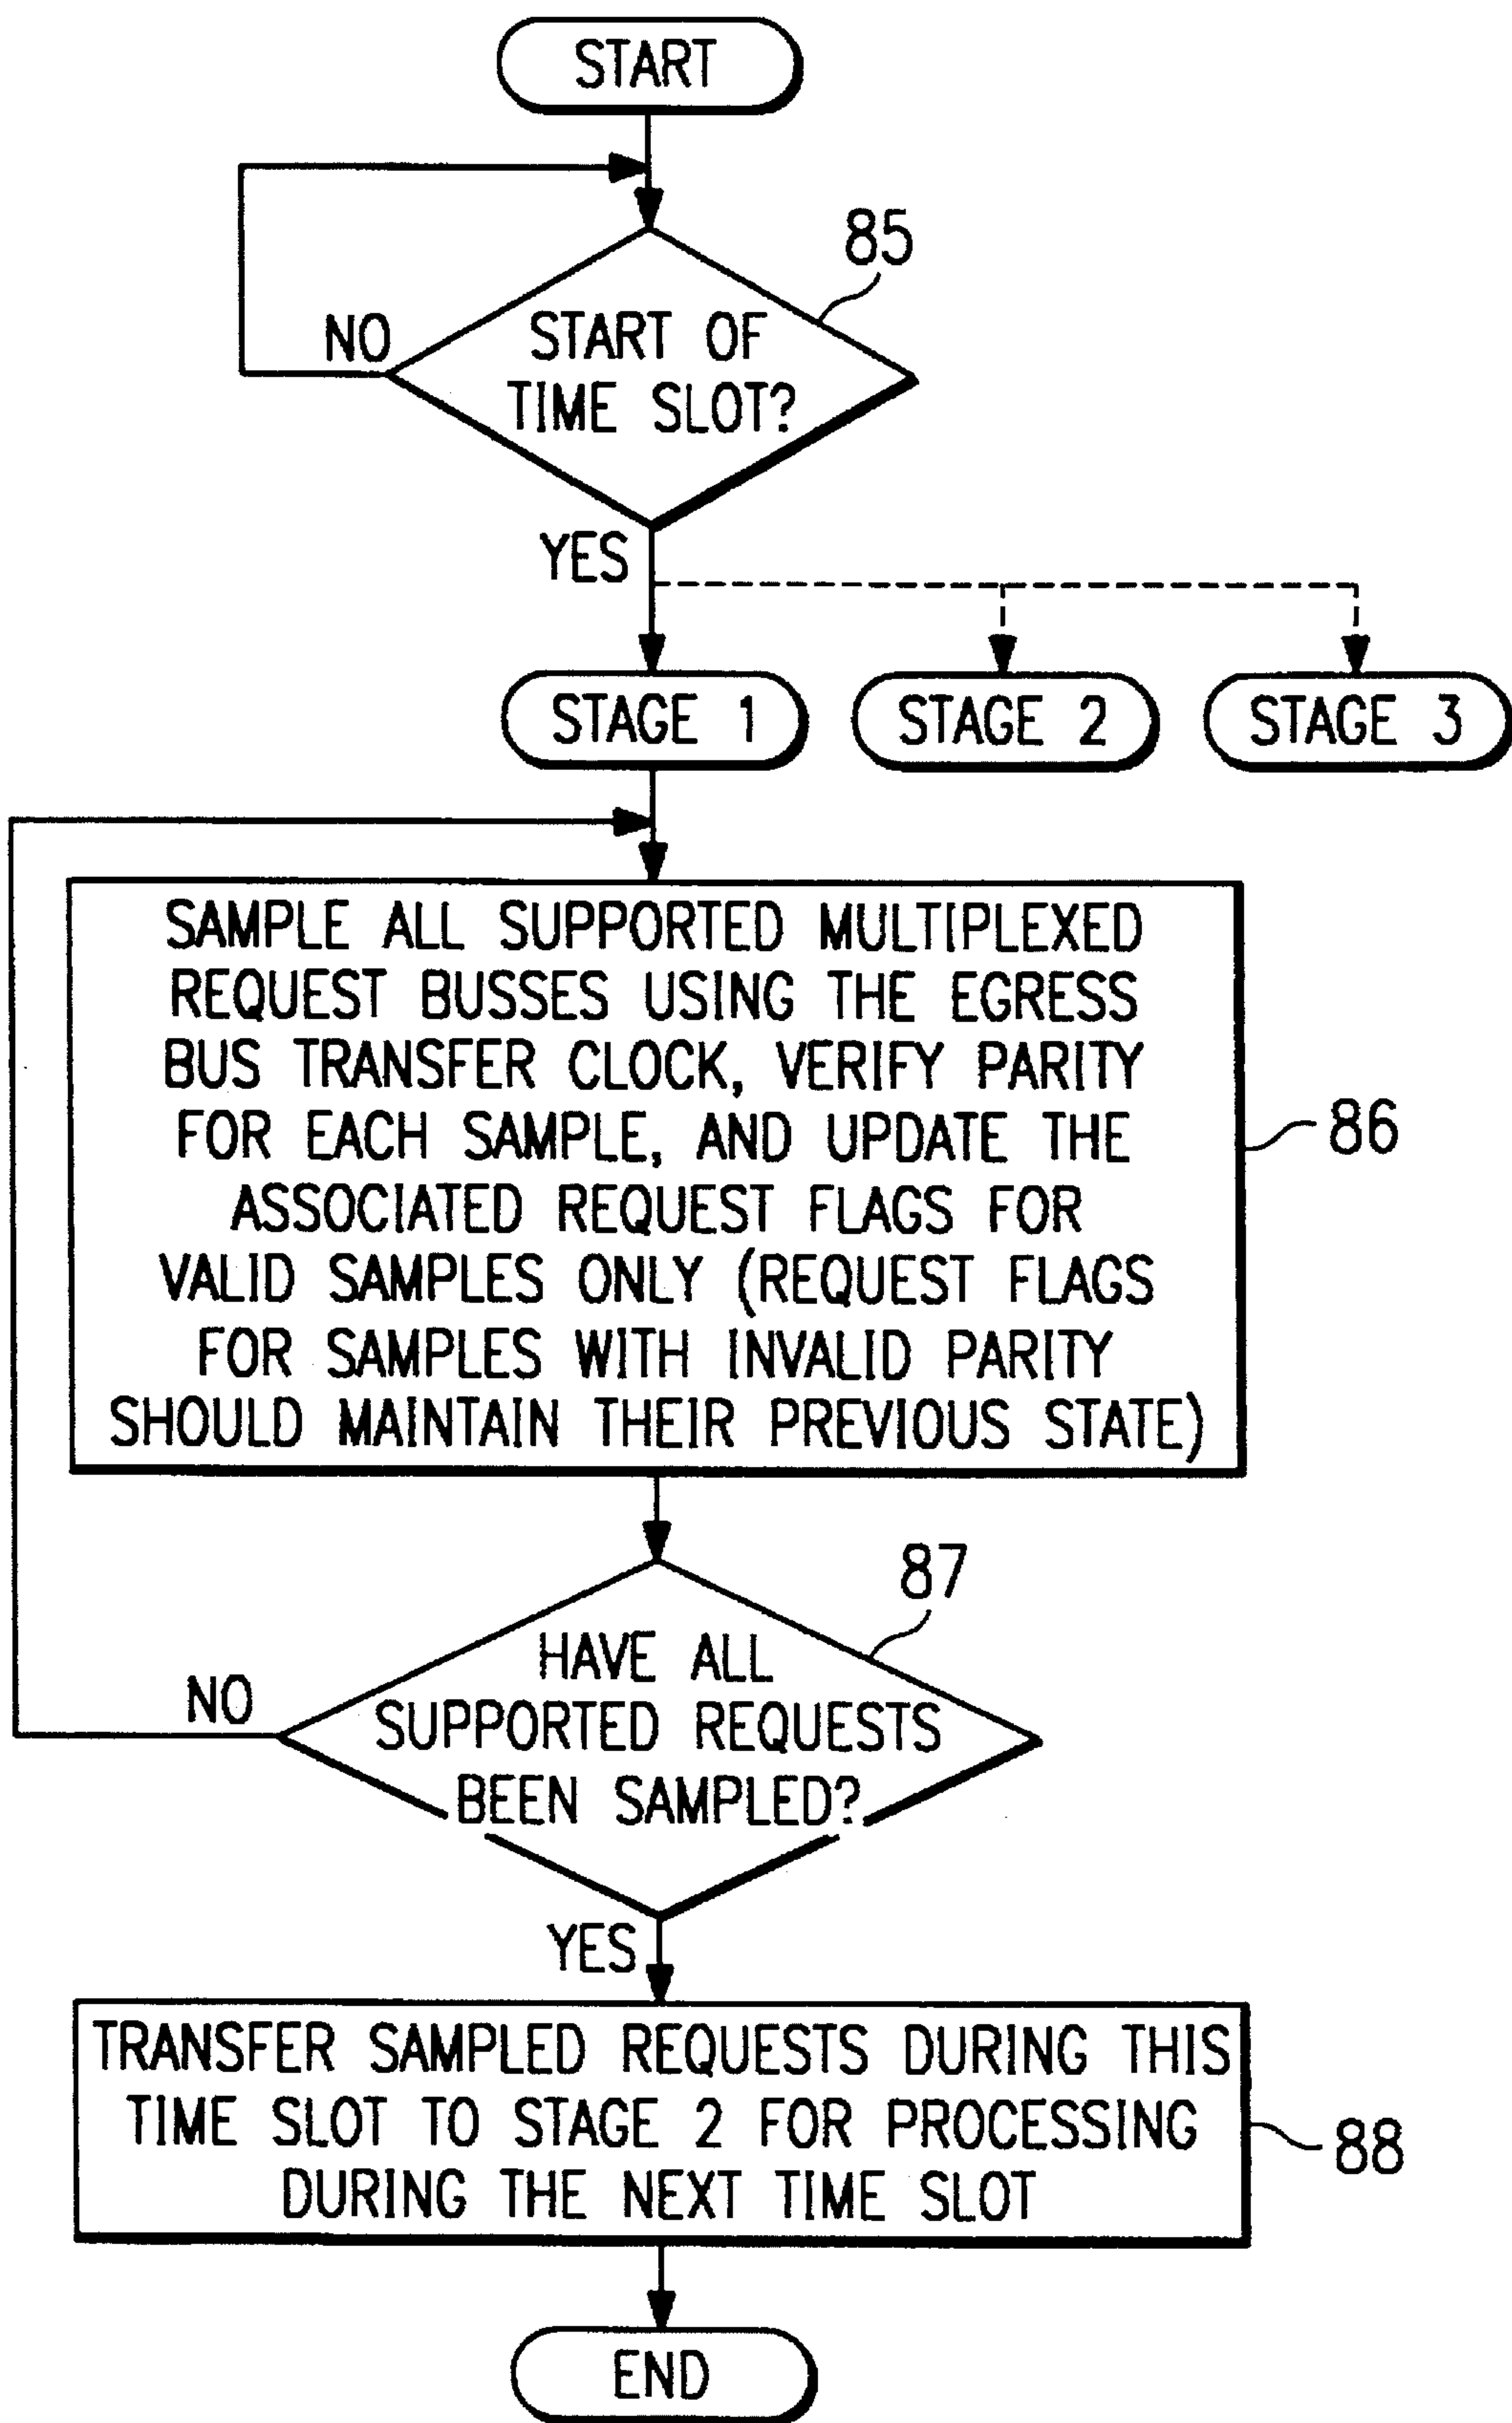 START
85
NO
START OF
TIME SLOT?
YES
STAGE 1
STAGE 2
STAGE 3
SAMPLE ALL SUPPORTED MULTIPLEXED
REQUEST BUSSES USING THE EGRESS
BUS TRANSFER CLOCK, VERIFY PARITY
FOR EACH SAMPLE, AND UPDATE THE
ASSOCIATED REQUEST FLAGS FOR
VALID SAMPLES ONLY (REQUEST FLAGS
FOR SAMPLES WITH INVALID PARITY
SHOULD MAINTAIN THEIR PREVIOUS STATE)
86
87
NO
HAVE ALL
SUPPORTED REQUESTS
BEEN SAMPLED?
YES
TRANSFER SAMPLED REQUESTS DURING THIS
TIME SLOT TO STAGE 2 FOR PROCESSING
DURING THE NEXT TIME SLOT
88
END